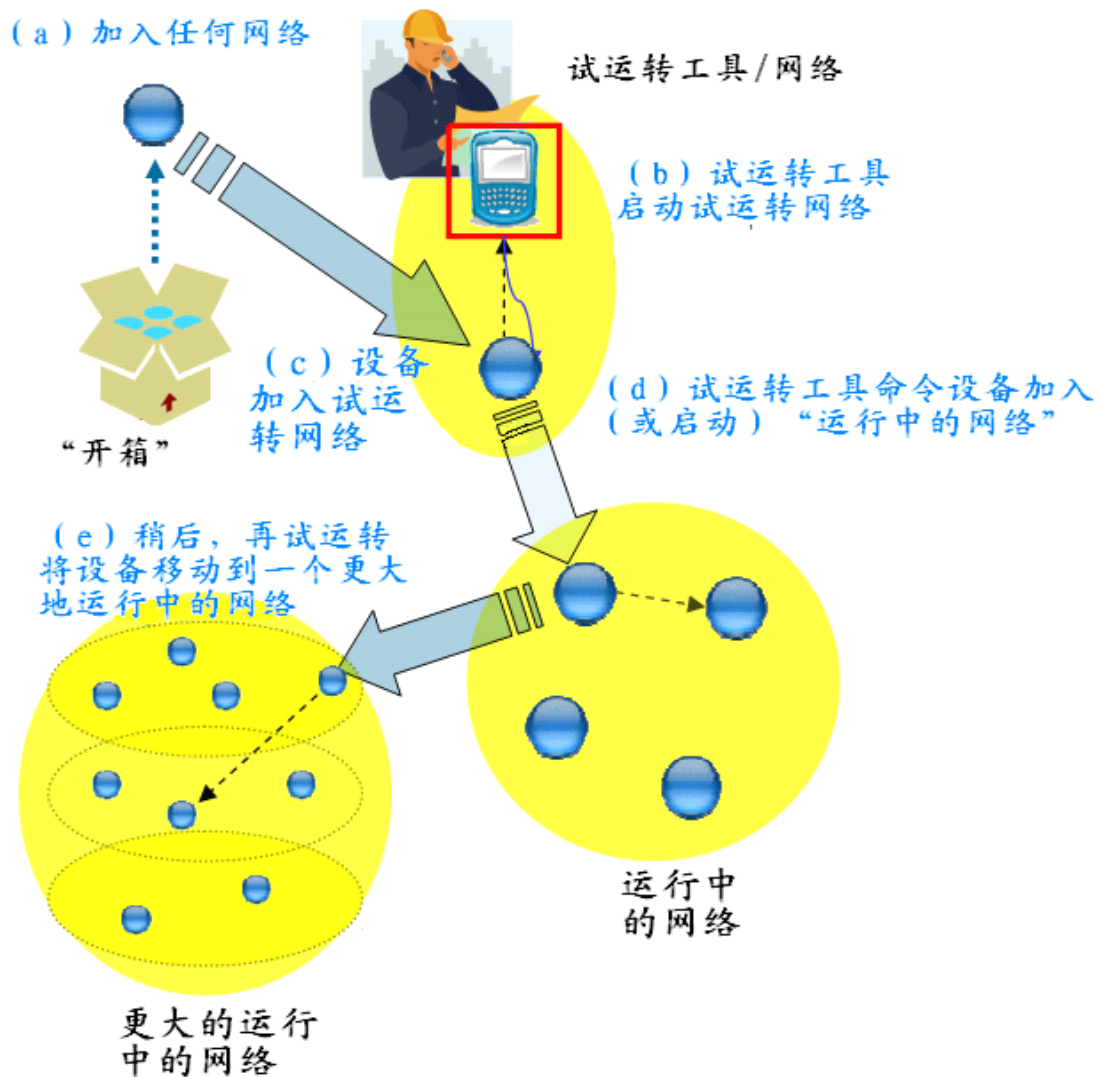 (a)加入任何网络
试运转工具/网络
(b)试运转工具
启动试运转网络
(c)设备
加入试运
转网络
“开箱”
(d)试运转工具命令设备加入
(或启动)“运行中的网络”
(e)稍后,再试运转
将设备移动到一个更大
地运行中的网络
运行中
的网络
更大的运行
中的网络